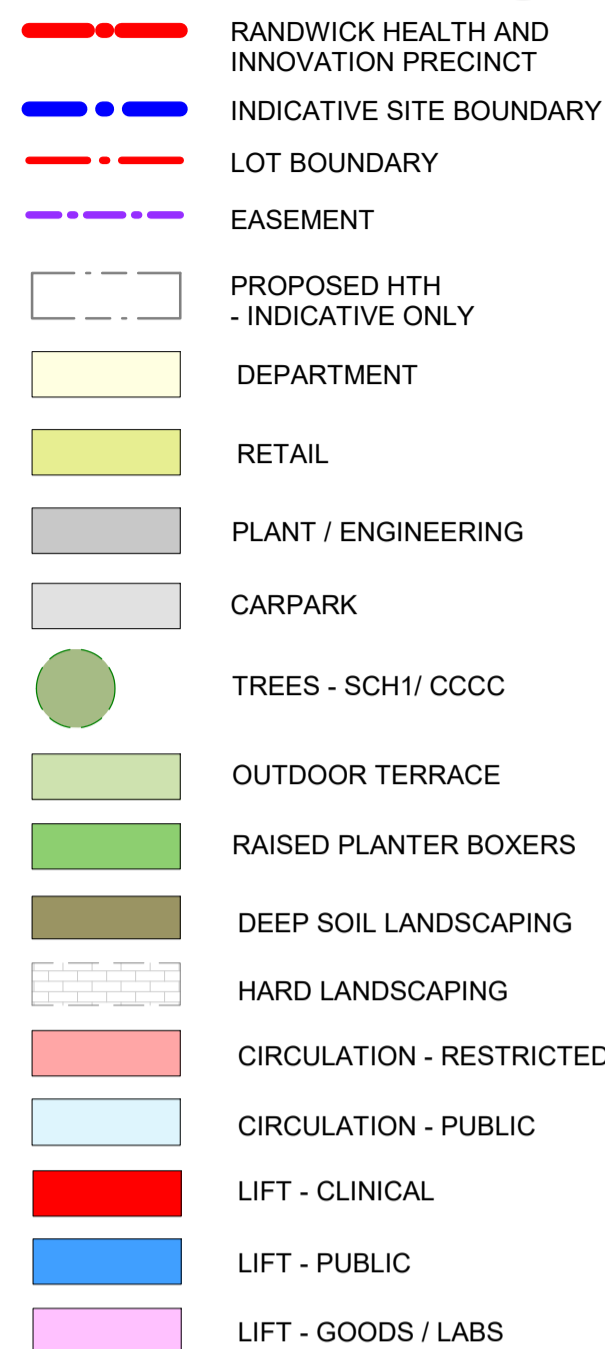 RANDWICK HEALTH AND
INNOVATION PRECINCT
INDICATIVE SITE BOUNDARY
LOT BOUNDARY
EASEMENT
PROPOSED HTH
- INDICATIVE ONLY
DEPARTMENT
RETAIL
PLANT / ENGINEERING
CARPARK
TREES - SCH1/ CCCC
OUTDOOR TERRACE
RAISED PLANTER BOXERS
DEEP SOIL LANDSCAPING
HARD LANDSCAPING
CIRCULATION - RESTRICTED
CIRCULATION - PUBLIC
LIFT - CLINICAL
LIFT - PUBLIC
LIFT - GOODS / LABS